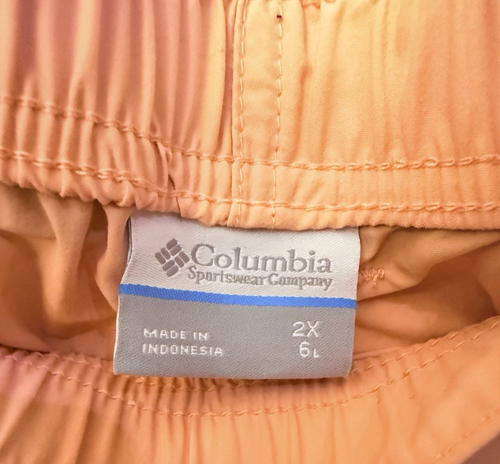 Columbia
Sportswear Company
MADE IN
INDONESIA
2X
6L